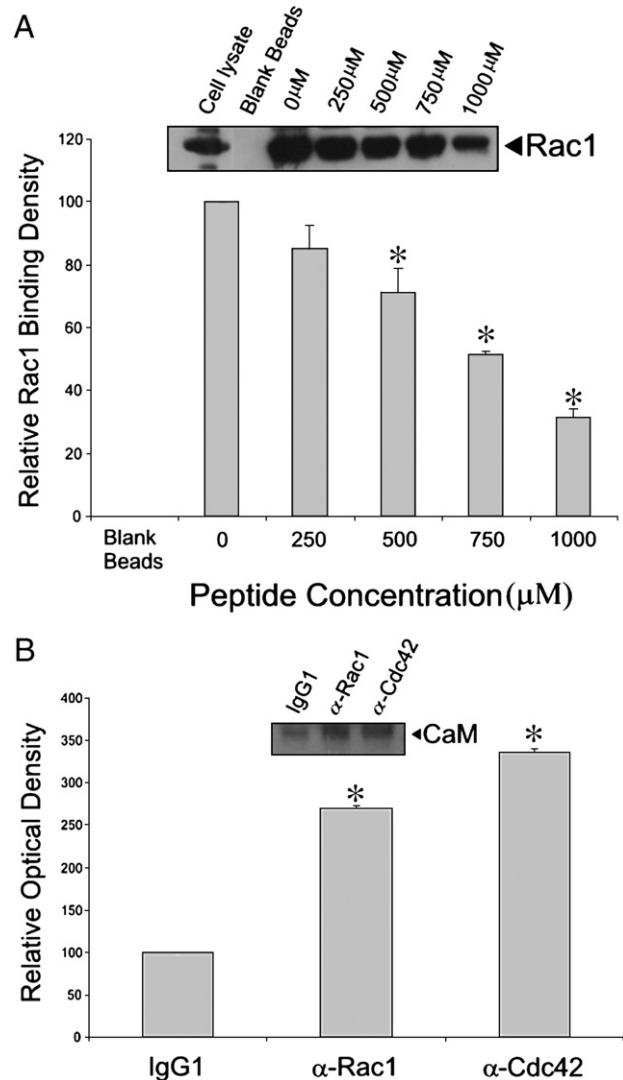 A
Cell lysate
Blank Beads
0μM
250μM
500μM
750μM
1000μM
◄Rac1
Relative Rac1 Binding Density
120
100
80
60
40
20
0
*
*
*
Blank Beads
0
250
500
750
1000
Peptide Concentration(μM)
B
IgG1
α-Rac1
α-Cdc42
◄CaM
Relative Optical Density
400
350
300
250
200
150
100
50
0
*
*
IgG1
α-Rac1
α-Cdc42